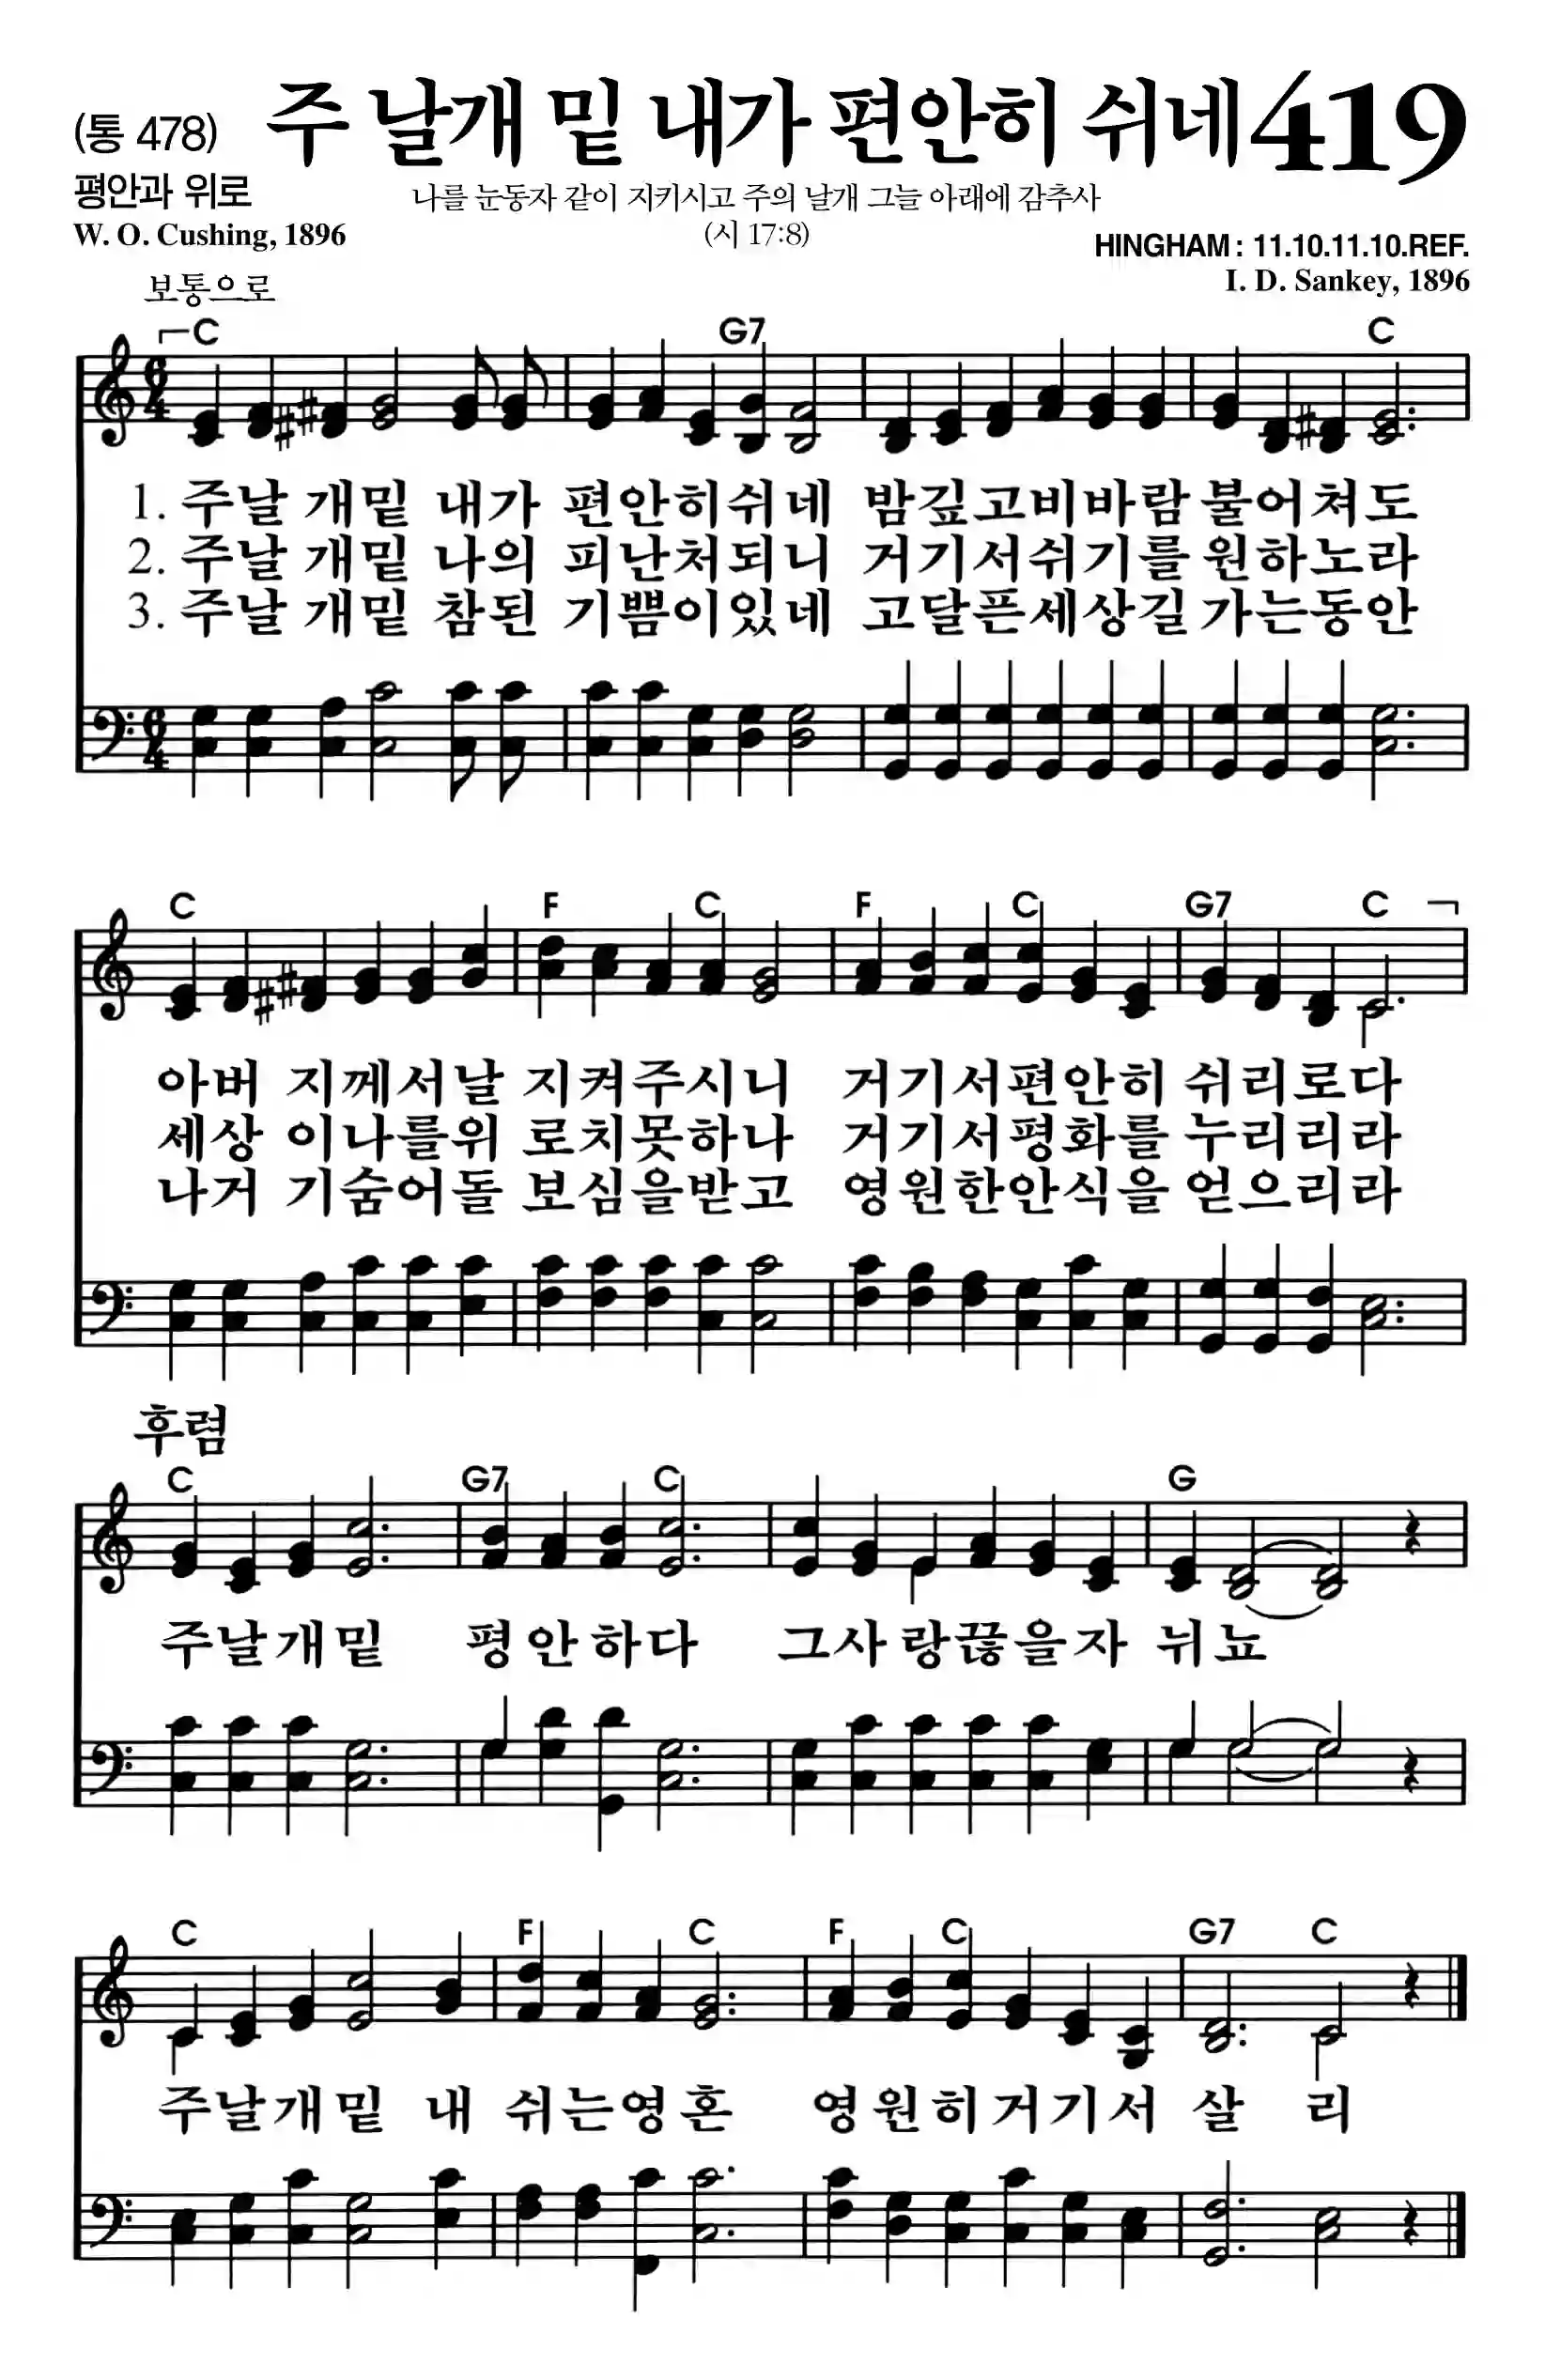 (통 478) 주 날개 밑 내가 편안히 쉬네 419
평안과 위로
나를 눈동자 같이 지키시고 주의 날개 그늘 아래에 감추사
W. O. Cushing, 1896
(시 17:8)
HINGHAM : 11.10.11.10.REF.
I. D. Sankey, 1896
보통으로
C G7 C
6 4
1. 주날 개밑 내가 편안히쉬네 밤깊고비바람 불어쳐도
2. 주날 개밑 나의 피난처되니 거기서쉬기를 원하노라
3. 주날 개밑 참된 기쁨이있네 고달픈세상길 가는동안
6 4
C F C F C G7 C
아버 지께서날 지켜주시니 거기서편안히 쉬리로다
세상 이나를위 로치못하나 거기서평화를 누리리라
나거 기숨어돌 보심을받고 영원한안식을 얻으리라
후렴
C G7 C G
주날개밑 평안하다 그사랑끊을자 뉘뇨
C F C F C G7 C
주날개밑 내 쉬는영혼 영원히거기서 살 리